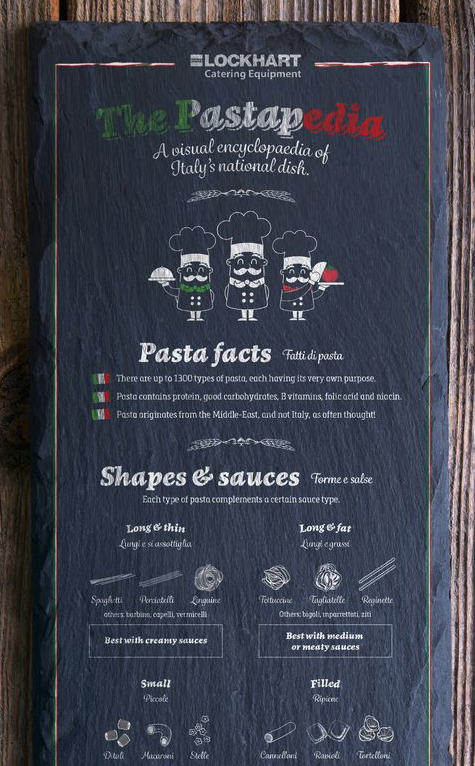 LOCKHART
Catering Equipment
The Pastapedia
A visual encyclopaedia of
Italy's national dish.
Pasta facts Fatti di pasta
There are up to 1300 types of pasta, each having its very own purpose.
Pasta contains protein, good carbohydrates, B vitamins, folic acid and niacin.
Pasta originates from the Middle-East, and not Italy, as often thought!
Shapes & sauces Forme e salse
Each type of pasta complements a certain sauce type.
Long & thin
Lungi e si assottiglia
Long & fat
Lungi e grassi
Spaghetti Perciatelli Linguine
Fettuccine Tagliatelle Reginette
others: barbina, capelli, vermicelli
Others: bigoli, mparrettati, ziti
Best with creamy sauces
Best with medium
or meaty sauces
Small
Piccole
Filled
Ripiene
Ditali Macaroni Stelle
Cannelloni Ravioli Tortelloni